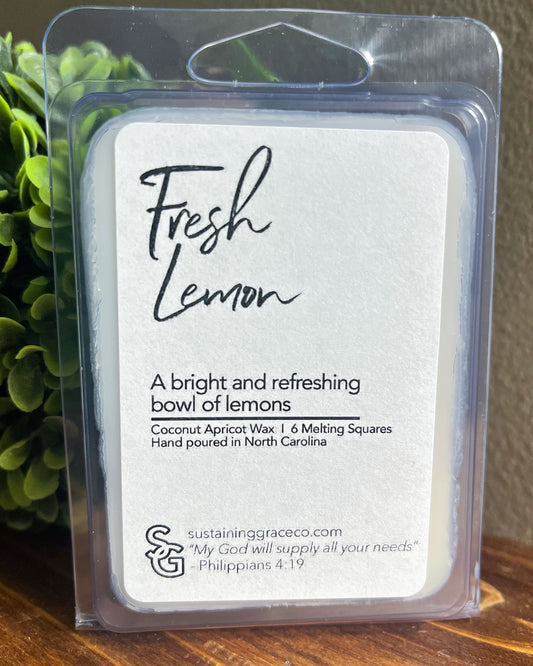 Fresh
Lemon
A bright and refreshing
bowl of lemons
Coconut Apricot Wax | 6 Melting Squares
Hand poured in North Carolina
SG
sustaininggraceco.com
"My God will supply all your needs"
- Philippians 4:19